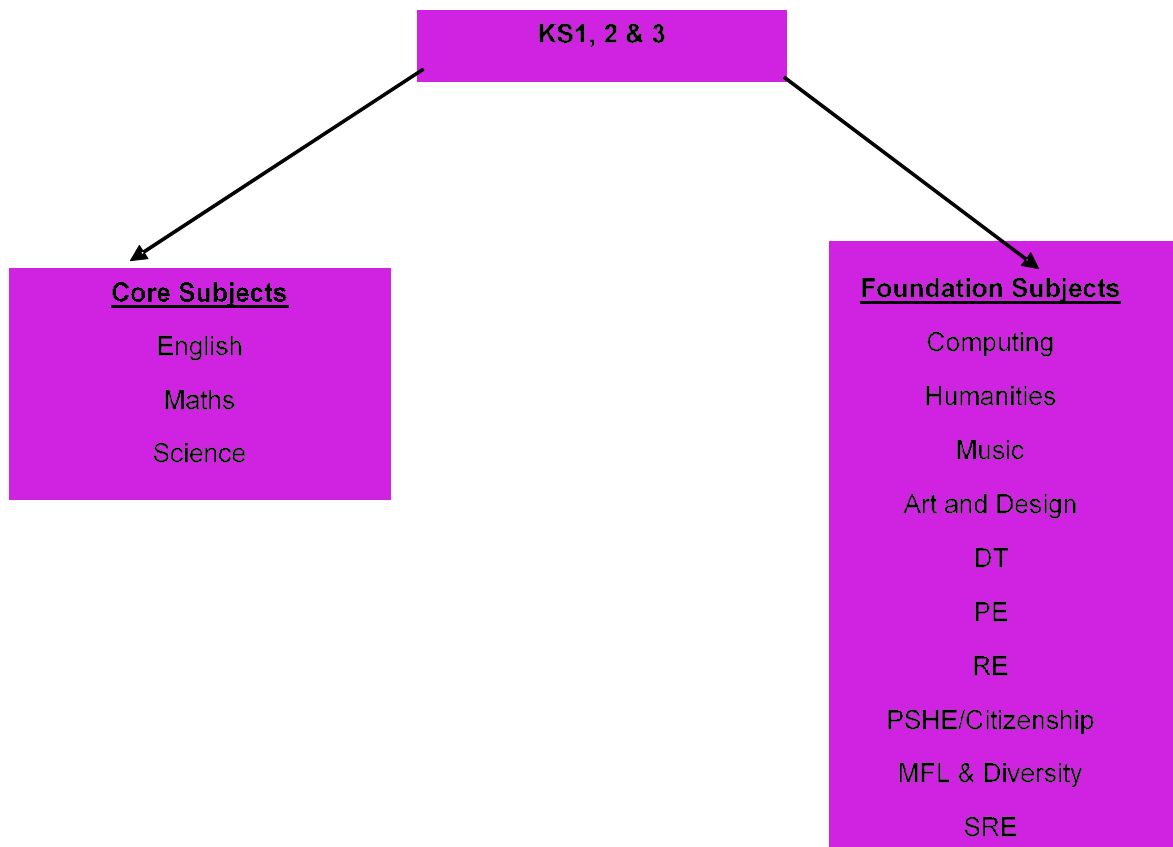 KS1, 2 & 3
Core Subjects
English
Maths
Science
Foundation Subjects
Computing
Humanities
Music
Art and Design
DT
PE
RE
PSHE/Citizenship
MFL & Diversity
SRE